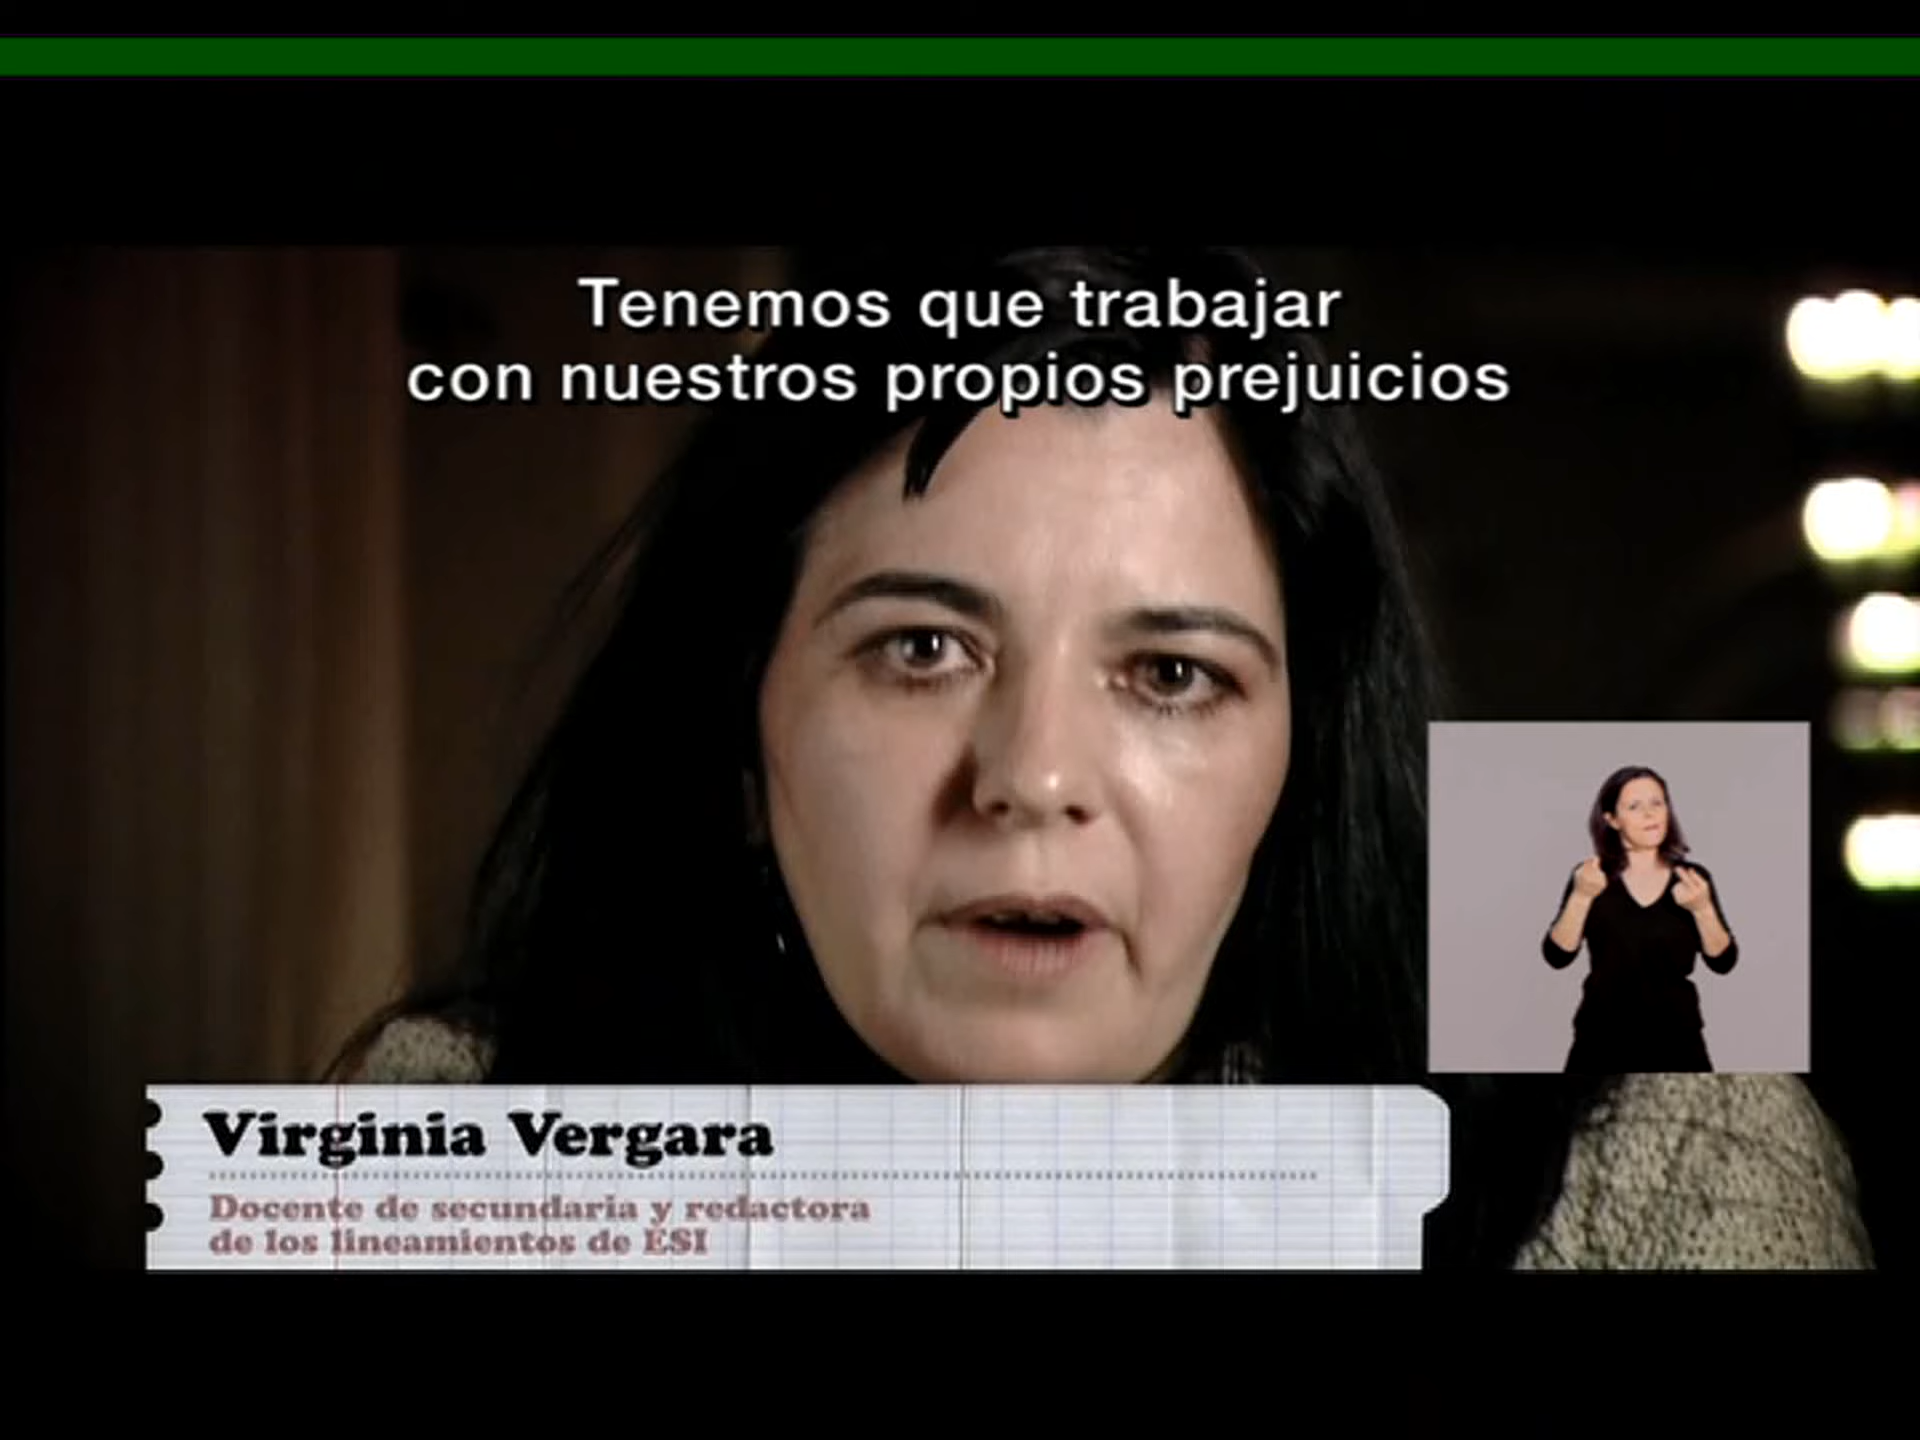 Tenemos que trabajar
con nuestros propios prejuicios
Virginia Vergara
Docente de secundaria y redactora
de los lineamientos de ESI